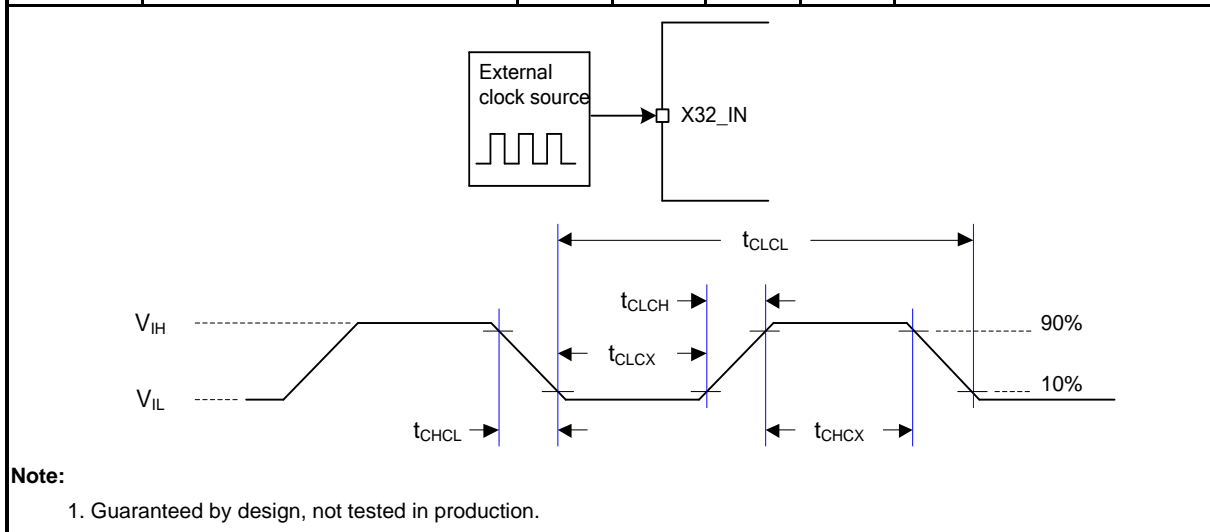 External
clock source
X32_IN
tCLCL
tCLCH
VIH
90%
tCLCX
VIL
10%
tCHCL
tCHCX
Note:
1. Guaranteed by design, not tested in production.